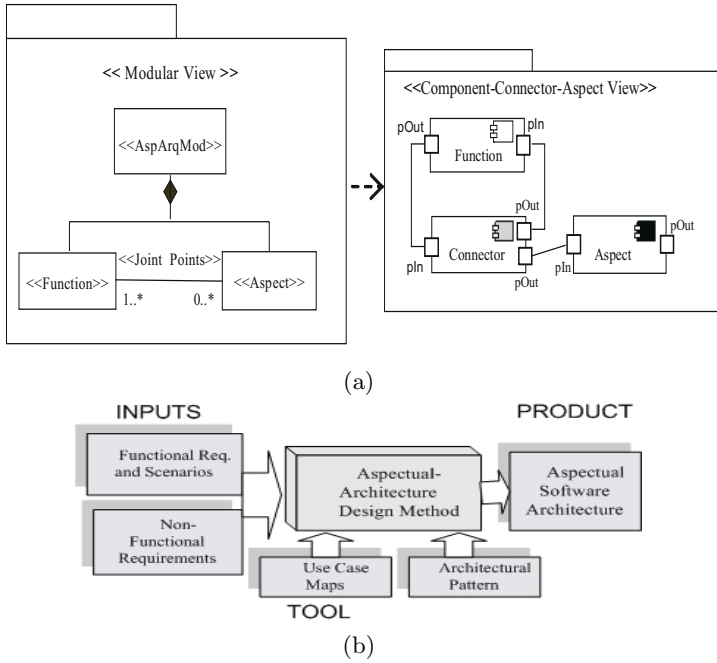 << Modular View >>
<<AspArqMod>>
<<Joint Points>>
<<Function>>
<<Aspect>>
1..*
0..*
<<Component-Connector-Aspect View>>
pOut
pIn
Function
pOut
pOut
pIn
Connector
pIn
Aspect
pOut
(a)
INPUTS
PRODUCT
Functional Req.
and Scenarios
Non-
Functional
Requirements
Aspectual-
Architecture
Design Method
Aspectual
Software
Architecture
Use Case
Maps
Architectural
Pattern
TOOL
(b)